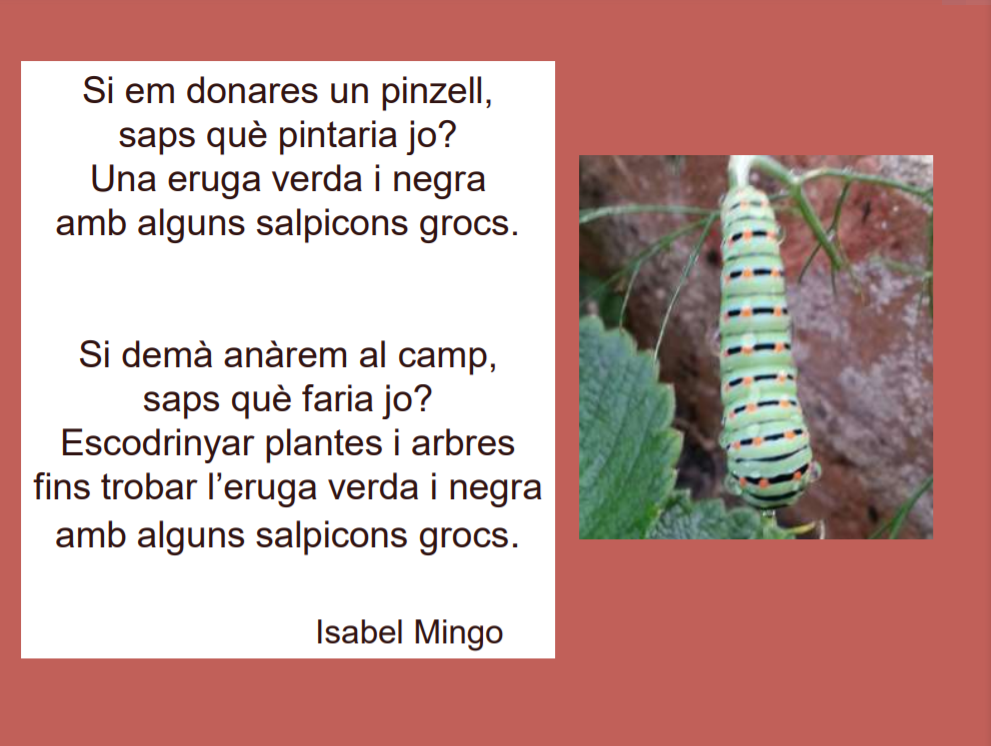 Si em donares un pinzell,
saps què pintaria jo?
Una eruga verda i negra
amb alguns salpicons grocs.
Si demà anàrem al camp,
saps què faria jo?
Escodrinyar plantes i arbres
fins trobar l’eruga verda i negra
amb alguns salpicons grocs.
Isabel Mingo